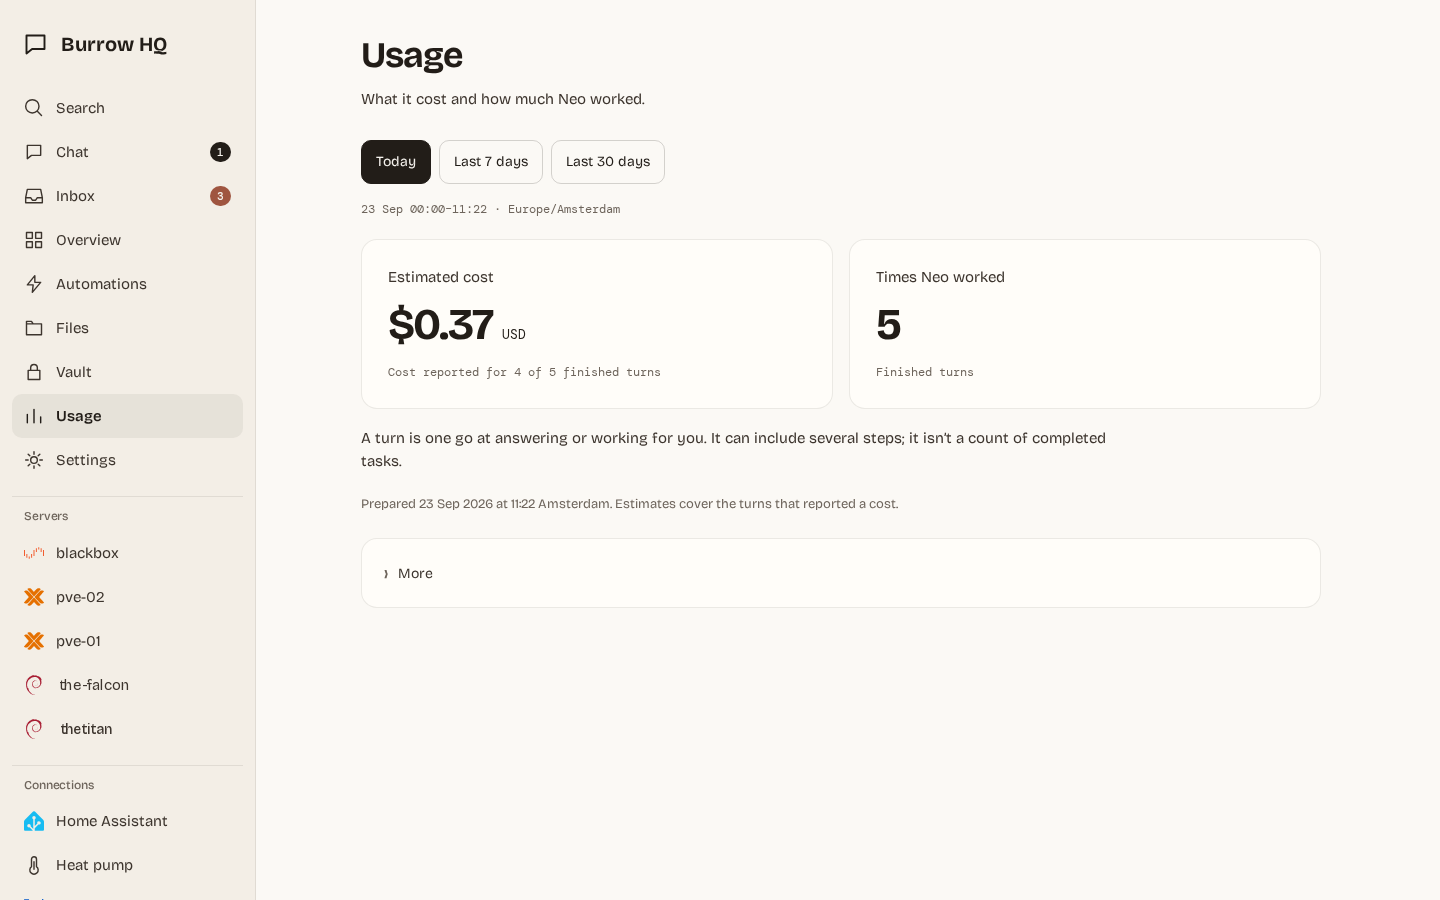 Burrow HQ
Search
Chat 1
Inbox 3
Overview
Automations
Files
Vault
Usage
Settings
Servers
blackbox
pve-02
pve-01
the-falcon
thetitan
Connections
Home Assistant
Heat pump
Usage
What it cost and how much Neo worked.
Today Last 7 days Last 30 days
23 Sep 00:00–11:22 · Europe/Amsterdam
Estimated cost
$0.37 USD
Cost reported for 4 of 5 finished turns
Times Neo worked
5
Finished turns
A turn is one go at answering or working for you. It can include several steps; it isn't a count of completed
tasks.
Prepared 23 Sep 2026 at 11:22 Amsterdam. Estimates cover the turns that reported a cost.
More